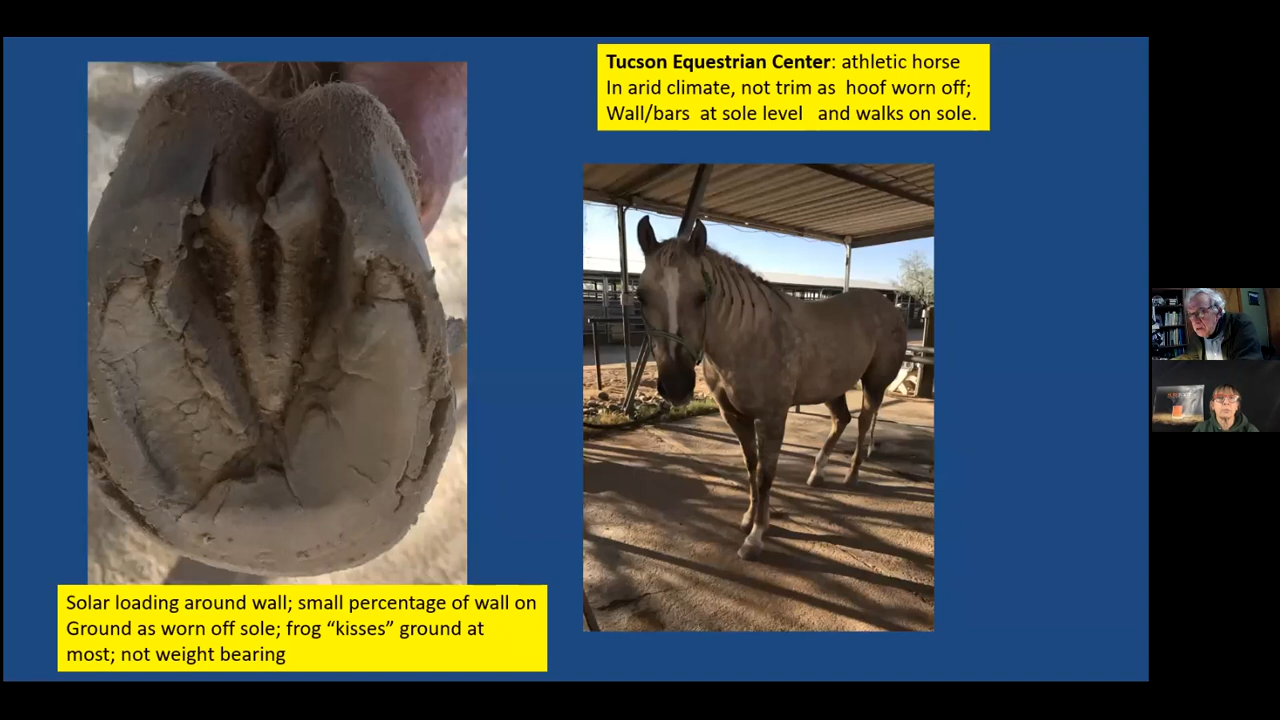 Tucson Equestrian Center: athletic horse
In arid climate, not trim as hoof worn off;
Wall/bars at sole level and walks on sole.
Solar loading around wall; small percentage of wall on
Ground as worn off sole; frog “kisses” ground at
most; not weight bearing